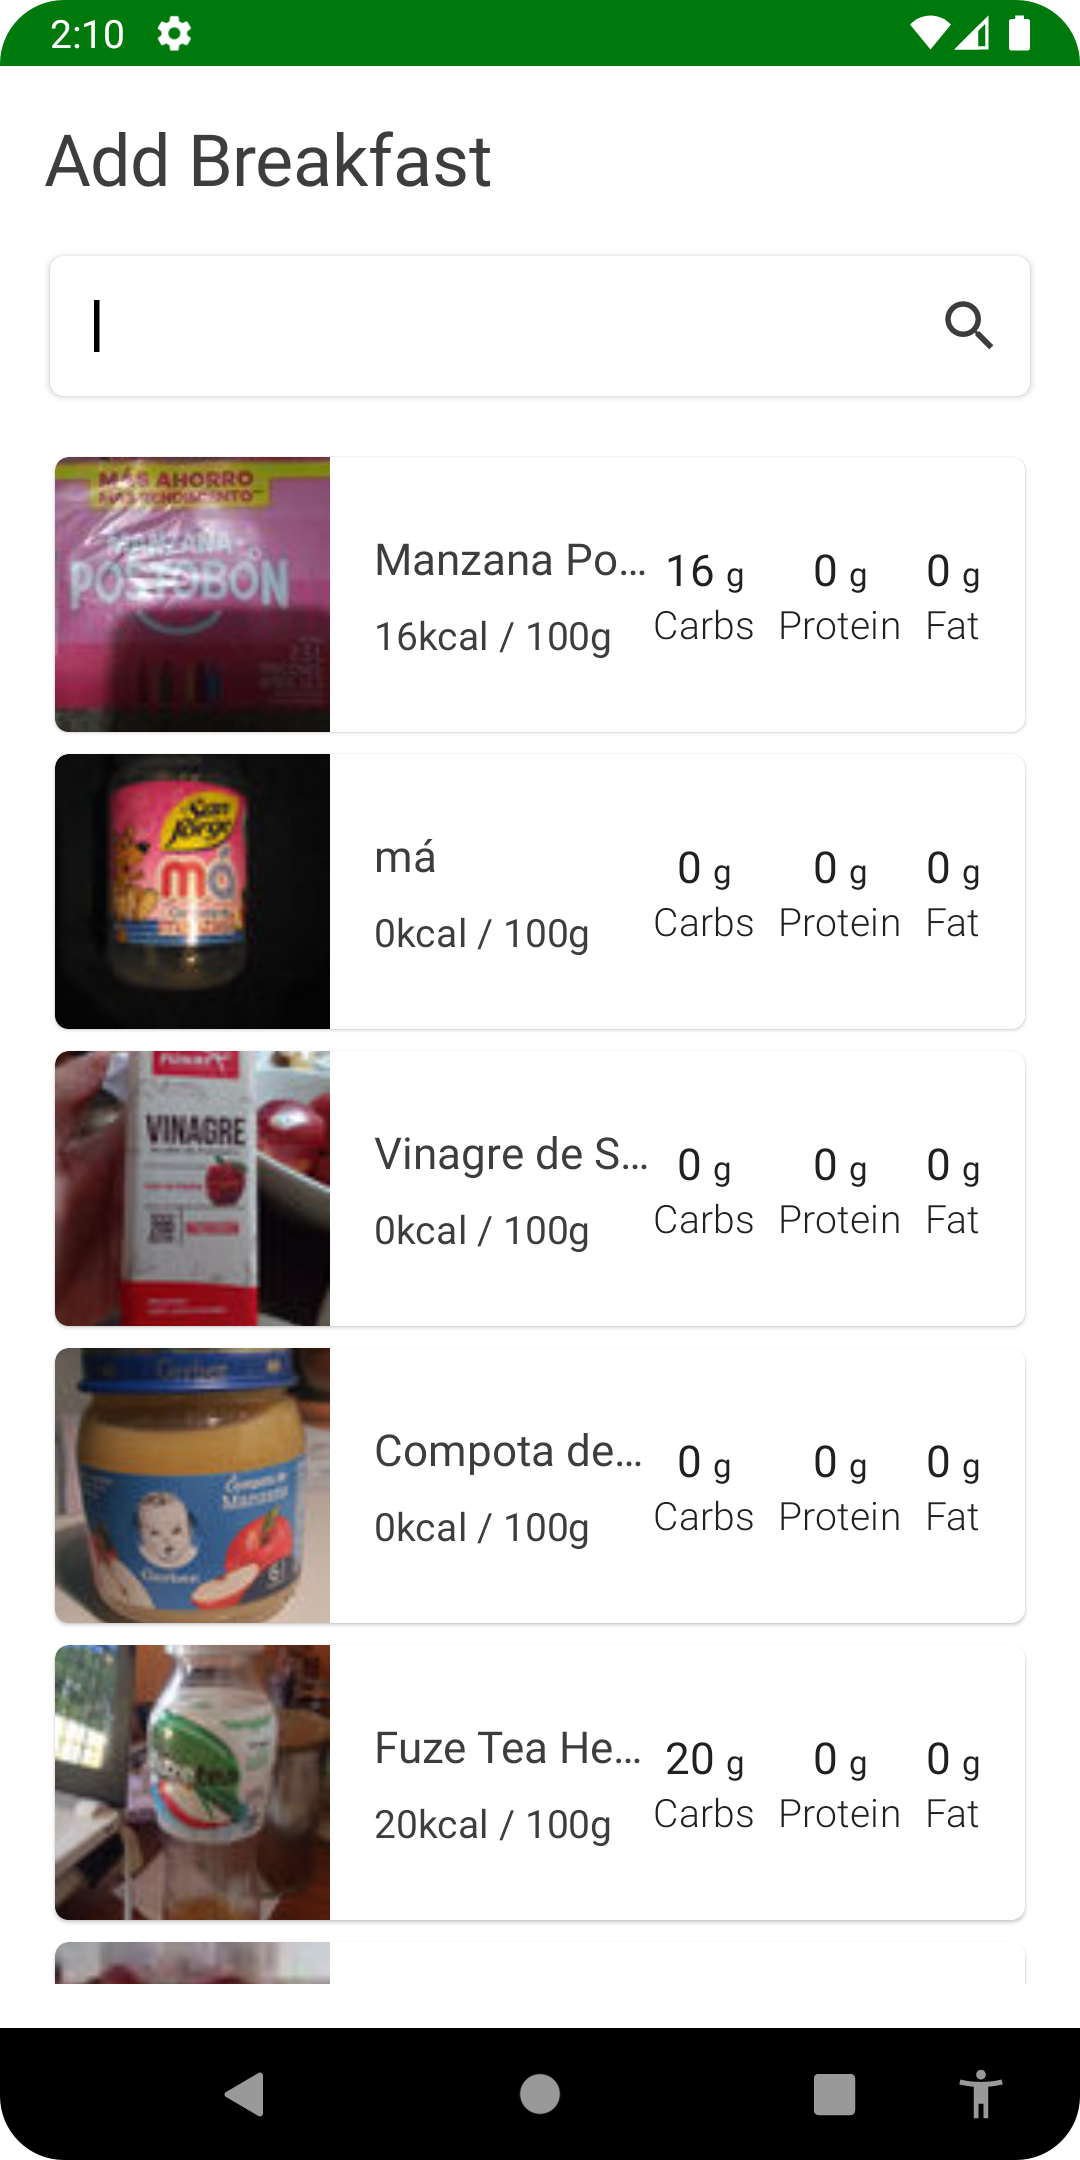 2:10
Add Breakfast
MÁS AHORRO
MÁS RENDIMIENTO
MANZANA
POSTOBÓN
Manzana Po...
16kcal / 100g
16 g
Carbs
0 g
Protein
0 g
Fat
San
Jorge
má
má
0kcal / 100g
0 g
Carbs
0 g
Protein
0 g
Fat
VINAGRE
Vinagre de S...
0kcal / 100g
0 g
Carbs
0 g
Protein
0 g
Fat
Gerber
Compota de
Manzana
Gerber
Compota de...
0kcal / 100g
0 g
Carbs
0 g
Protein
0 g
Fat
Fuze Tea He...
20kcal / 100g
20 g
Carbs
0 g
Protein
0 g
Fat